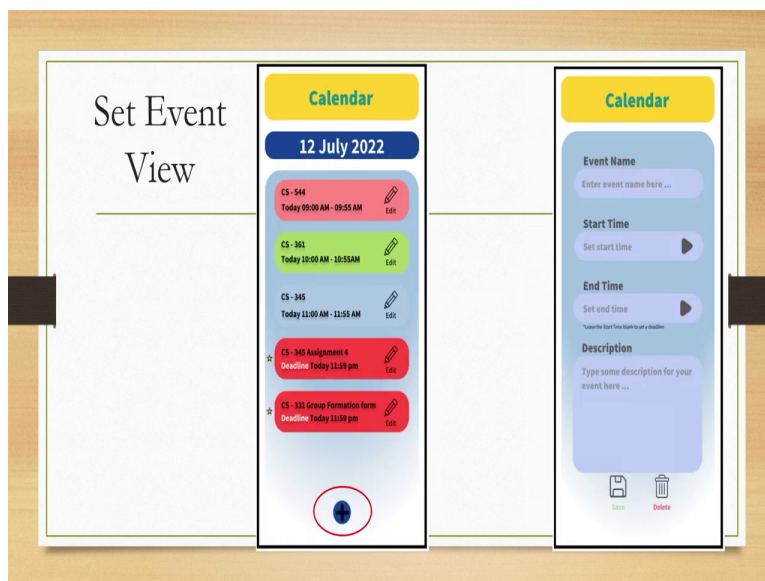 Set Event
View
Calendar
12 July 2022
CS - 544
Today 09:00 AM - 09:55 AM
Edit
CS - 361
Today 10:00 AM - 10:55AM
Edit
CS - 345
Today 11:00 AM - 11:55 AM
Edit
CS - 345 Assignment 4
Deadline Today 11:59 pm
Edit
CS - 331 Group Formation form
Deadline Today 11:59 pm
Edit
Calendar
Event Name
Enter event name here ...
Start Time
Set start time
End Time
Set end time
*Leave the Start Time blank to set a deadline
Description
Type some description for your
event here ...
Save
Delete